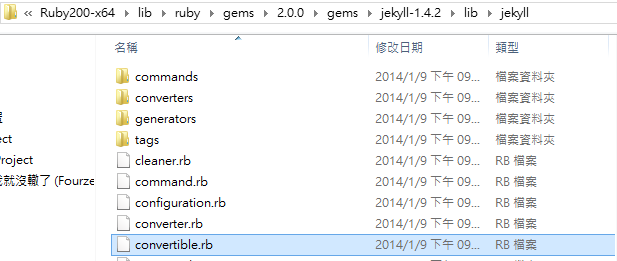 « Ruby200-x64 › lib › ruby › gems › 2.0.0 › gems › jekyll-1.4.2 › lib › jekyll
名稱 修改日期 類型
commands 2014/1/9 下午 09... 檔案資料夾
converters 2014/1/9 下午 09... 檔案資料夾
generators 2014/1/9 下午 09... 檔案資料夾
tags 2014/1/9 下午 09... 檔案資料夾
ect cleaner.rb 2014/1/9 下午 09... RB 檔案
Project command.rb 2014/1/9 下午 09... RB 檔案
就沒轍了 (Fourze configuration.rb 2014/1/9 下午 09... RB 檔案
converter.rb 2014/1/9 下午 09... RB 檔案
convertible.rb 2014/1/9 下午 09... RB 檔案